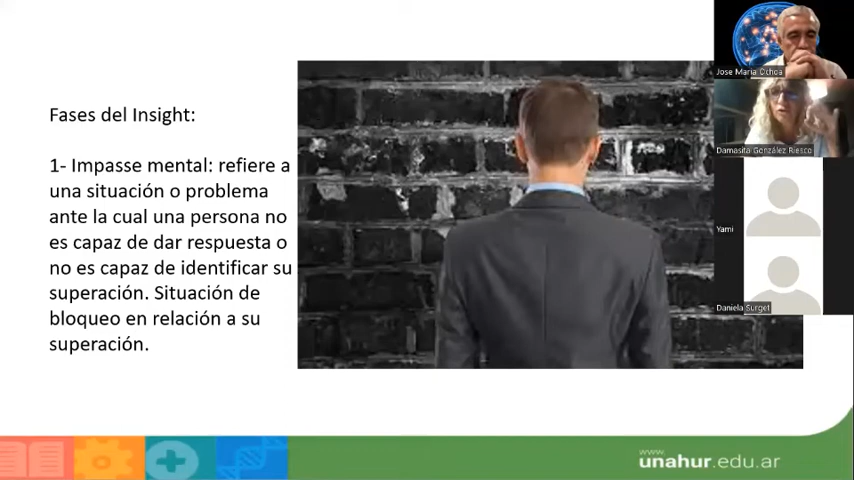 Fases del Insight:
1- Impasse mental: refiere a
una situación o problema
ante la cual una persona no
es capaz de dar respuesta o
no es capaz de identificar su
superación. Situación de
bloqueo en relación a su
superación.
Jose Maria Ochoa
Damasita González Riesco
Yami
Daniela Surget
www.
unahur.edu.ar